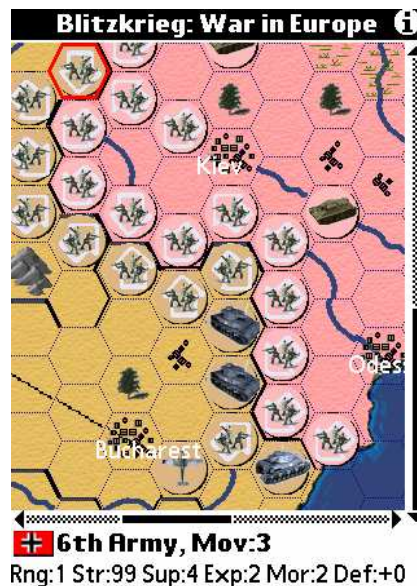 Blitzkrieg: War in Europe i
Kiev
Odes
Bucharest
6th Army, Mov:3
Rng:1 Str:99 Sup:4 Exp:2 Mor:2 Def:+0